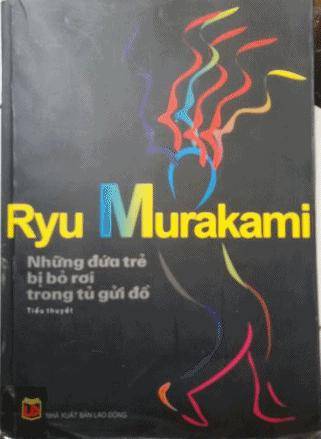 Ryu Murakami
Những đứa trẻ
bị bỏ rơi
trong tủ gửi đồ
Tiểu thuyết
NHÀ XUẤT BẢN LAO ĐỘNG